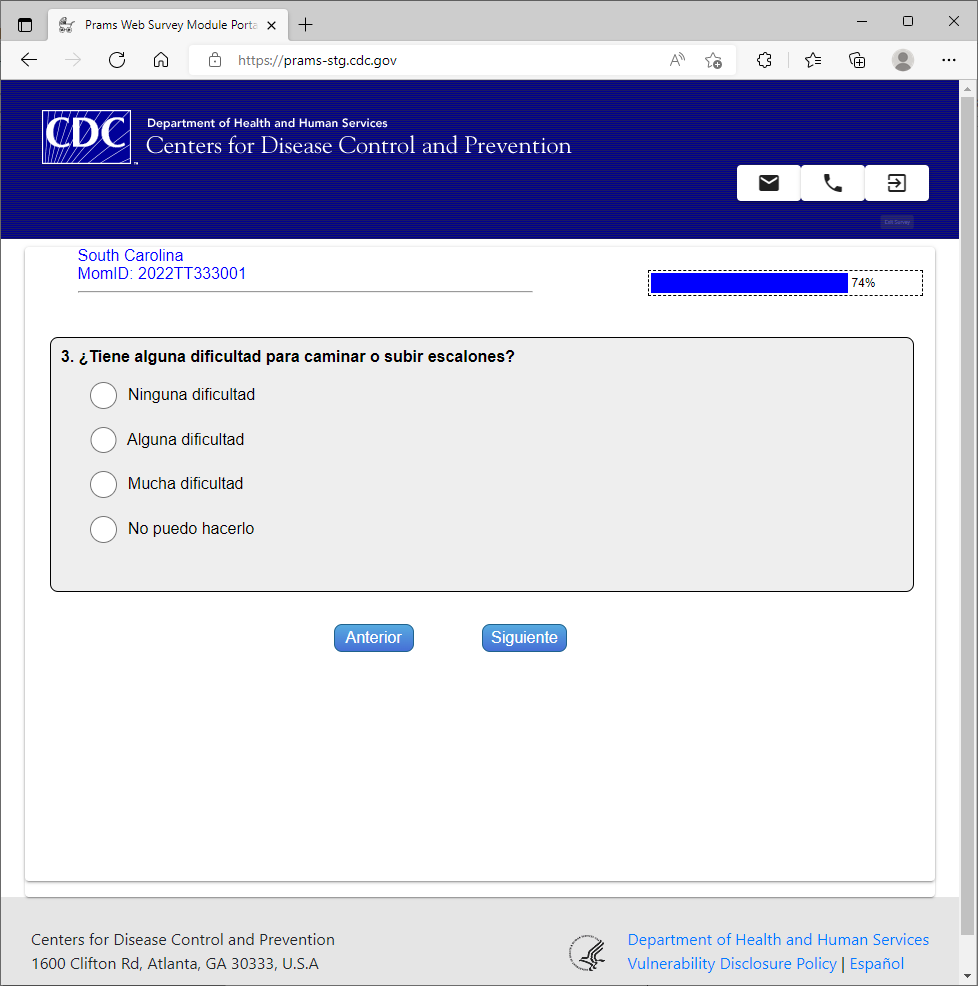 Prams Web Survey Module Porta
https://prams-stg.cdc.gov
CDC
Department of Health and Human Services
Centers for Disease Control and Prevention
Exit Survey
South Carolina
MomID: 2022TT333001
74%
3. ¿Tiene alguna dificultad para caminar o subir escalones?
Ninguna dificultad
Alguna dificultad
Mucha dificultad
No puedo hacerlo
Anterior Siguiente
Centers for Disease Control and Prevention
1600 Clifton Rd, Atlanta, GA 30333, U.S.A
Department of Health and Human Services
Vulnerability Disclosure Policy | Español